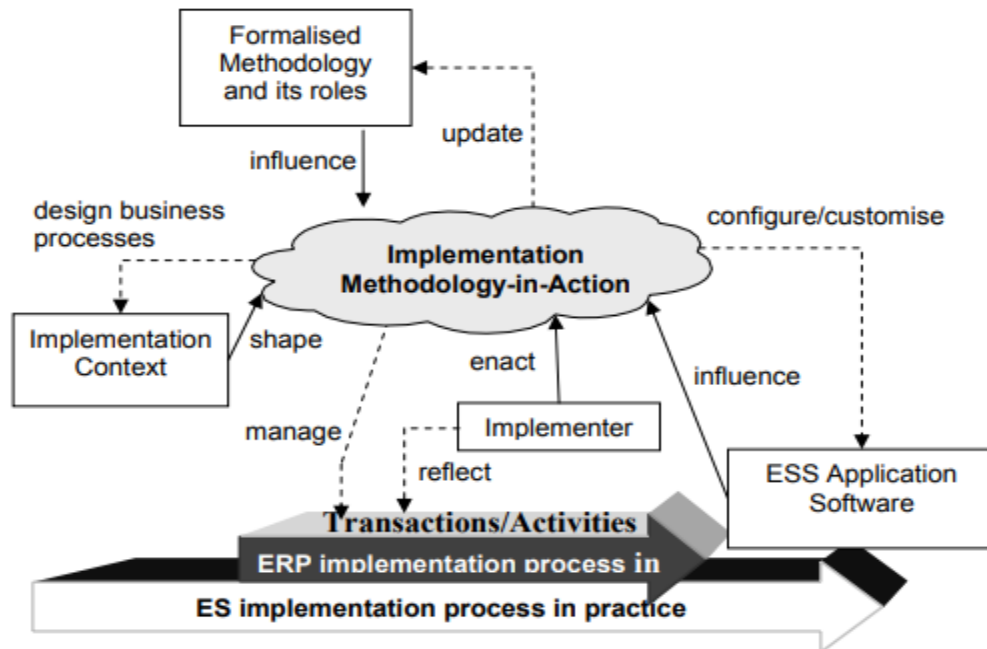 Formalised
Methodology
and its roles
influence
update
design business
processes
configure/customise
Implementation
Methodology-in-Action
Implementation
Context
shape
enact
influence
manage
Implementer
reflect
ESS Application
Software
Transactions/Activities
ERP implementation process in
ES implementation process in practice